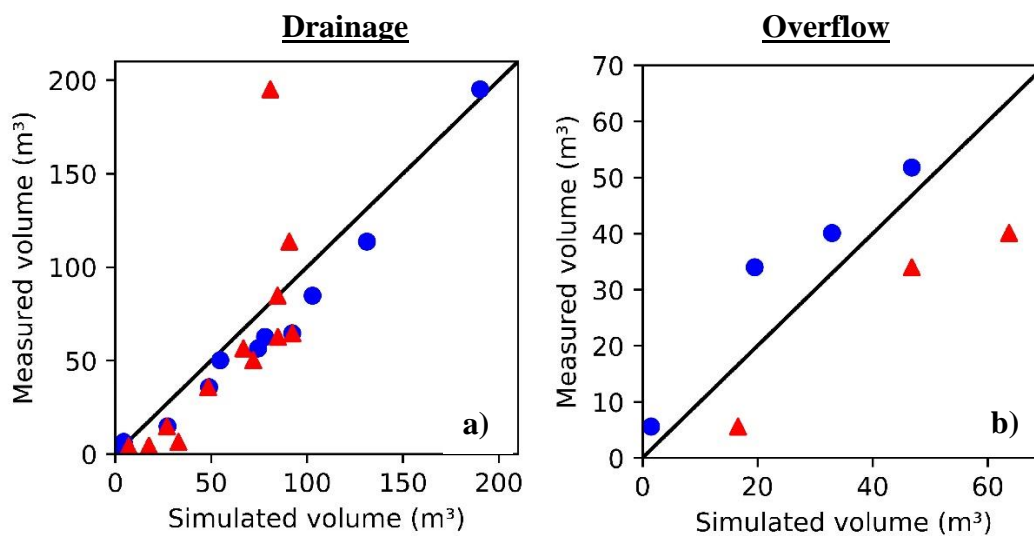 Drainage
Overflow
Measured volume (m³)
200
150
100
50
0
0 50 100 150 200
Simulated volume (m³)
a)
Measured volume (m³)
70
60
50
40
30
20
10
0
0 20 40 60
Simulated volume (m³)
b)